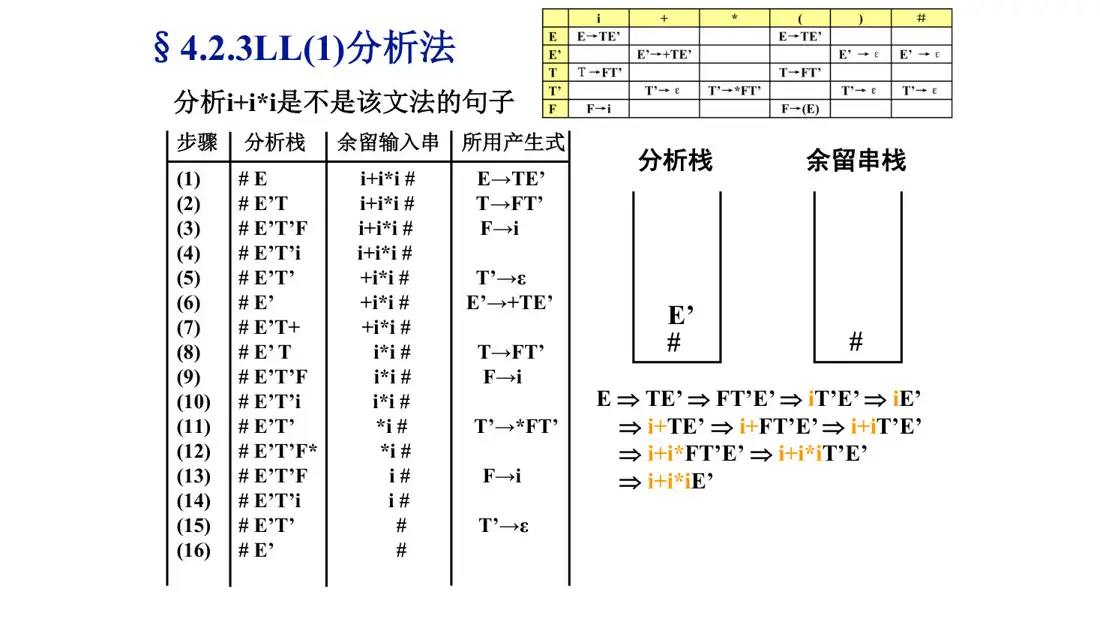 §4.2.3LL(1)分析法
分析i+i*i是不是该文法的句子
i + * ( ) #
E E→TE’ E→TE’
E’ E’→+TE’ E’→ε E’→ε
T T→FT’ T→FT’
T’ T’→ε T’→*FT’ T’→ε T’→ε
F F→i F→(E)
步骤 分析栈 余留输入串 所用产生式
(1) # E i+i*i # E→TE’
(2) # E’T i+i*i # T→FT’
(3) # E’T’F i+i*i # F→i
(4) # E’T’i i+i*i #
(5) # E’T’ +i*i # T’→ε
(6) # E’ +i*i # E’→+TE’
(7) # E’T+ +i*i #
(8) # E’ T i*i # T→FT’
(9) # E’T’F i*i # F→i
(10) # E’T’i i*i #
(11) # E’T’ *i # T’→*FT’
(12) # E’T’F* *i #
(13) # E’T’F i # F→i
(14) # E’T’i i #
(15) # E’T’ # T’→ε
(16) # E’ #
分析栈 余留串栈
E’
# #
E ⇒ TE’ ⇒ FT’E’ ⇒ iT’E’ ⇒ iE’
⇒ i+TE’ ⇒ i+FT’E’ ⇒ i+iT’E’
⇒ i+i*FT’E’ ⇒ i+i*iT’E’
⇒ i+i*iE’